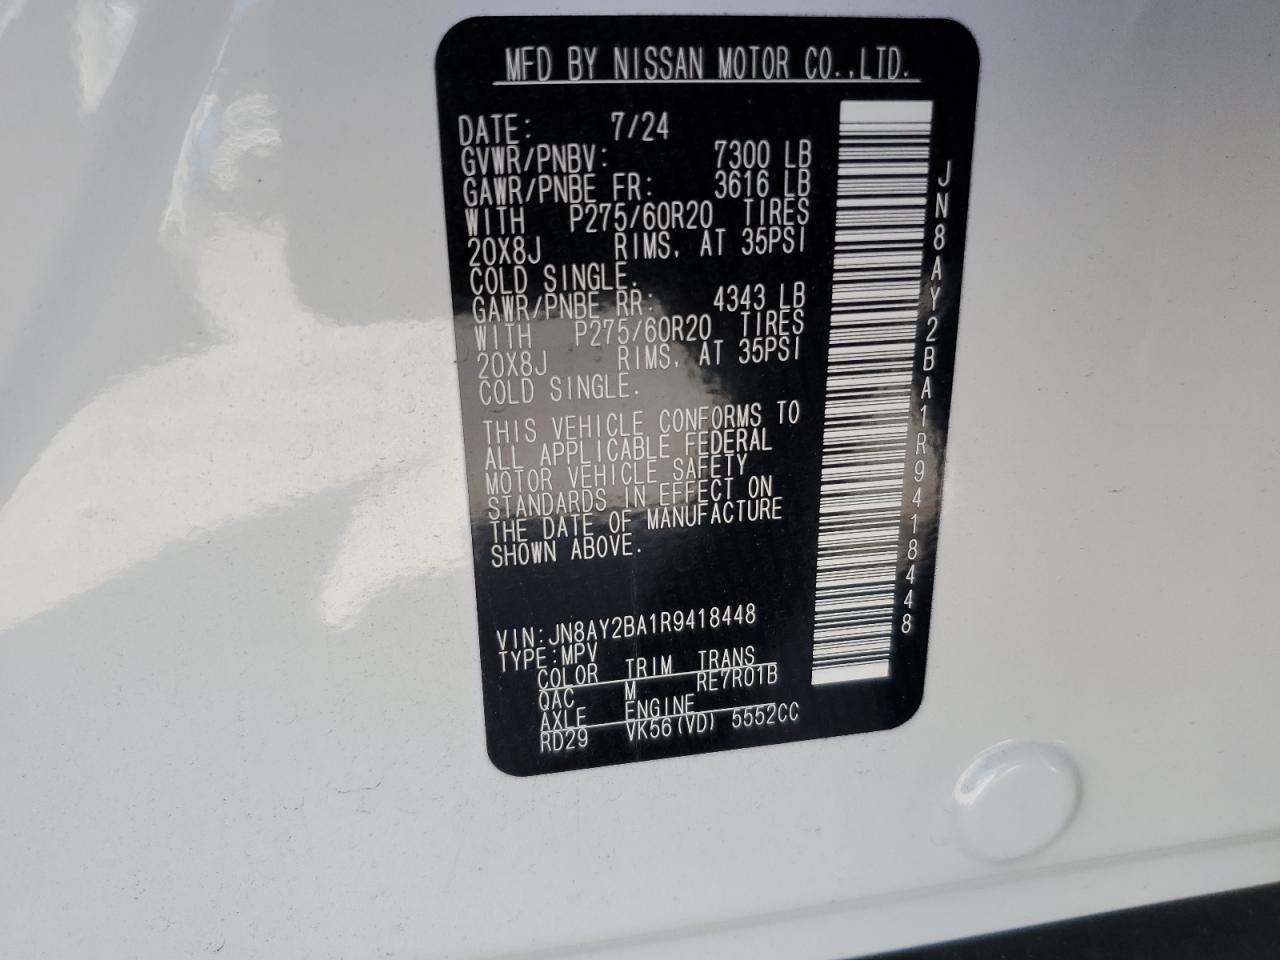 MFD BY NISSAN MOTOR CO.,LTD.
DATE: 7/24
GVWR/PNBV: 7300 LB
GAWR/PNBE FR: 3616 LB
WITH P275/60R20 TIRES
20X8J RIMS, AT 35PSI
COLD SINGLE.
GAWR/PNBE RR: 4343 LB
WITH P275/60R20 TIRES
20X8J RIMS, AT 35PSI
COLD SINGLE.
THIS VEHICLE CONFORMS TO
ALL APPLICABLE FEDERAL
MOTOR VEHICLE SAFETY
STANDARDS IN EFFECT ON
THE DATE OF MANUFACTURE
SHOWN ABOVE.
VIN:JN8AY2BA1R9418448
TYPE:MPV
COLOR TRIM TRANS
QAC M RE7R01B
AXLE ENGINE
RD29 VK56(VD) 5552CC
JN8AY2BA1R9418448